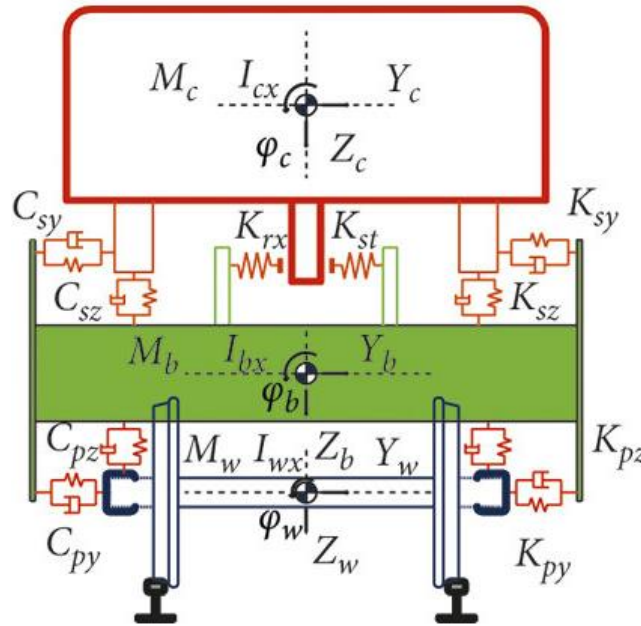 M_c I_cx Y_c
φ_c Z_c
C_sy K_rx K_st K_sy
C_sz K_sz
M_b I_bx Y_b
φ_b
C_pz M_w I_wx Z_b Y_w K_pz
φ_w
C_py Z_w K_py